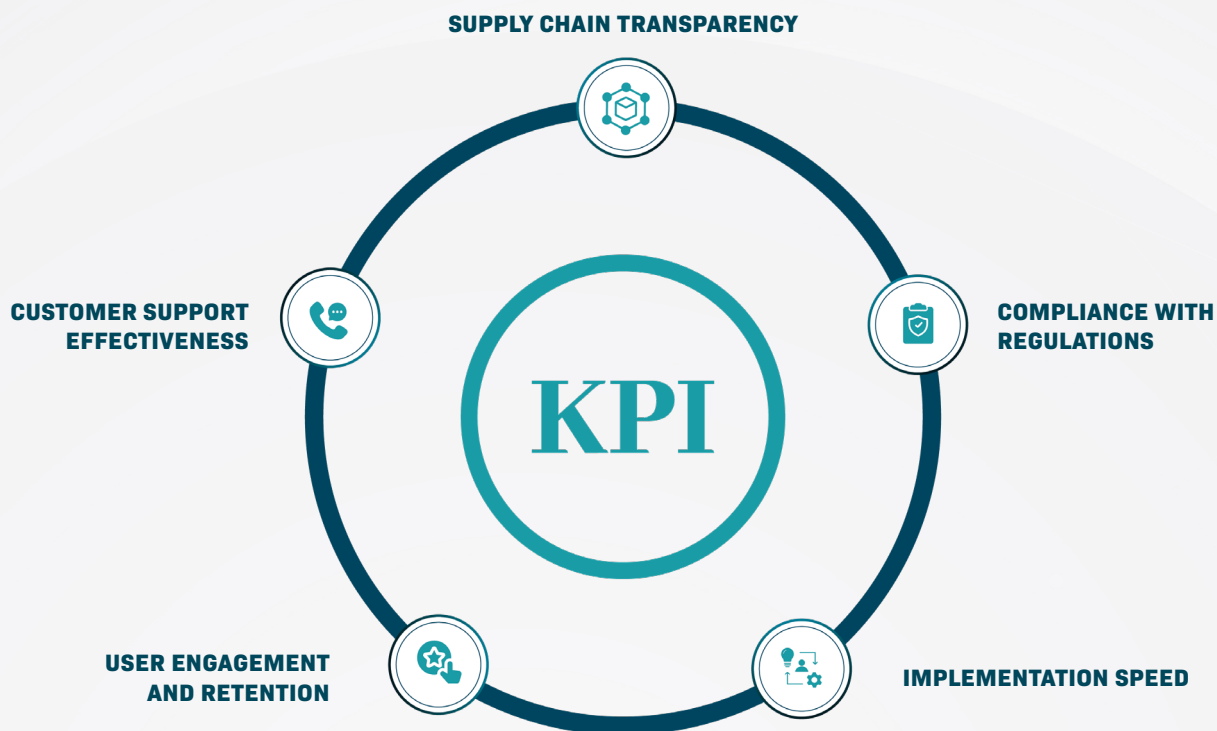 SUPPLY CHAIN TRANSPARENCY
CUSTOMER SUPPORT
EFFECTIVENESS
COMPLIANCE WITH
REGULATIONS
KPI
USER ENGAGEMENT
AND RETENTION
IMPLEMENTATION SPEED